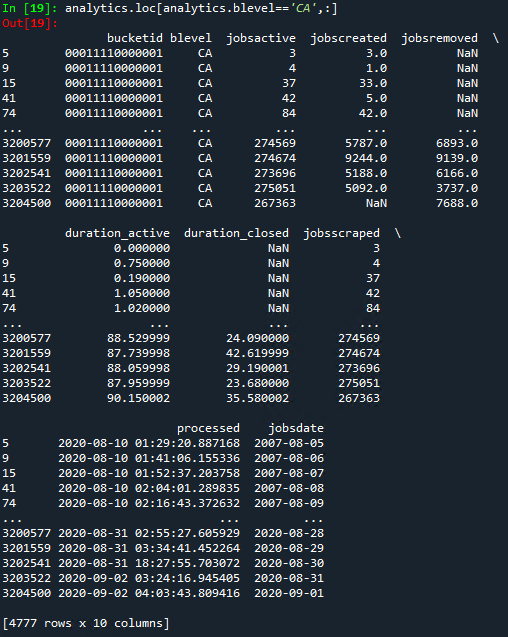 In [19]: analytics.loc[analytics.blevel=='CA',:]
Out[19]:
bucketid blevel jobsactive jobscreated jobsremoved \
5 00011110000001 CA 3 3.0 NaN
9 00011110000001 CA 4 1.0 NaN
15 00011110000001 CA 37 33.0 NaN
41 00011110000001 CA 42 5.0 NaN
74 00011110000001 CA 84 42.0 NaN
... ... ... ... ... ...
3200577 00011110000001 CA 274569 5787.0 6893.0
3201559 00011110000001 CA 274674 9244.0 9139.0
3202541 00011110000001 CA 273696 5188.0 6166.0
3203522 00011110000001 CA 275051 5092.0 3737.0
3204500 00011110000001 CA 267363 NaN 7688.0
duration_active duration_closed jobsscraped \
5 0.000000 NaN 3
9 0.750000 NaN 4
15 0.190000 NaN 37
41 1.050000 NaN 42
74 1.020000 NaN 84
... ... ... ...
3200577 88.529999 24.090000 274569
3201559 87.739998 42.619999 274674
3202541 88.059998 29.190001 273696
3203522 87.959999 23.680000 275051
3204500 90.150002 35.580002 267363
processed jobsdate
5 2020-08-10 01:29:20.887168 2007-08-05
9 2020-08-10 01:41:06.155336 2007-08-06
15 2020-08-10 01:52:37.203758 2007-08-07
41 2020-08-10 02:04:01.289835 2007-08-08
74 2020-08-10 02:16:43.372632 2007-08-09
... ... ...
3200577 2020-08-31 02:55:27.605929 2020-08-28
3201559 2020-08-31 03:34:41.452264 2020-08-29
3202541 2020-08-31 18:27:55.703072 2020-08-30
3203522 2020-09-02 03:24:16.945405 2020-08-31
3204500 2020-09-02 04:03:43.809416 2020-09-01
[4777 rows x 10 columns]